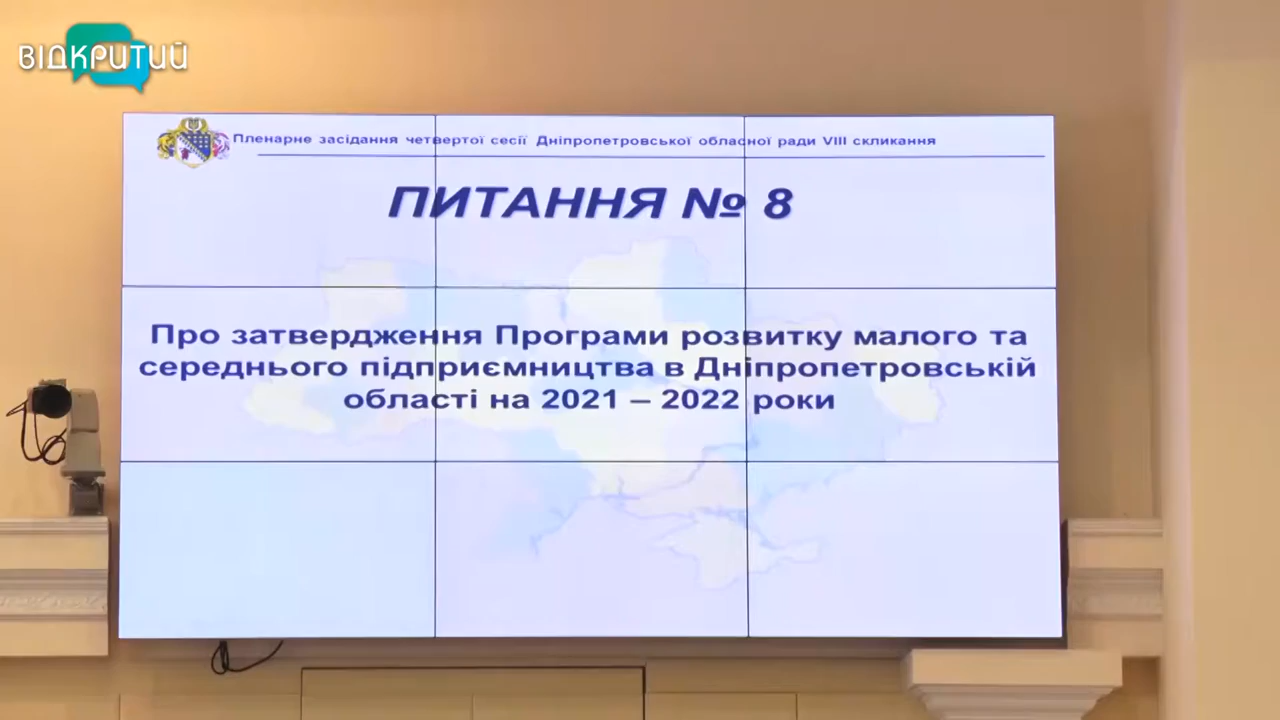 ВІДКРИТИЙ
Пленарне засідання четвертої сесії Дніпропетровської обласної ради VIII скликання
ПИТАННЯ № 8
Про затвердження Програми розвитку малого та
середнього підприємництва в Дніпропетровській
області на 2021 – 2022 роки